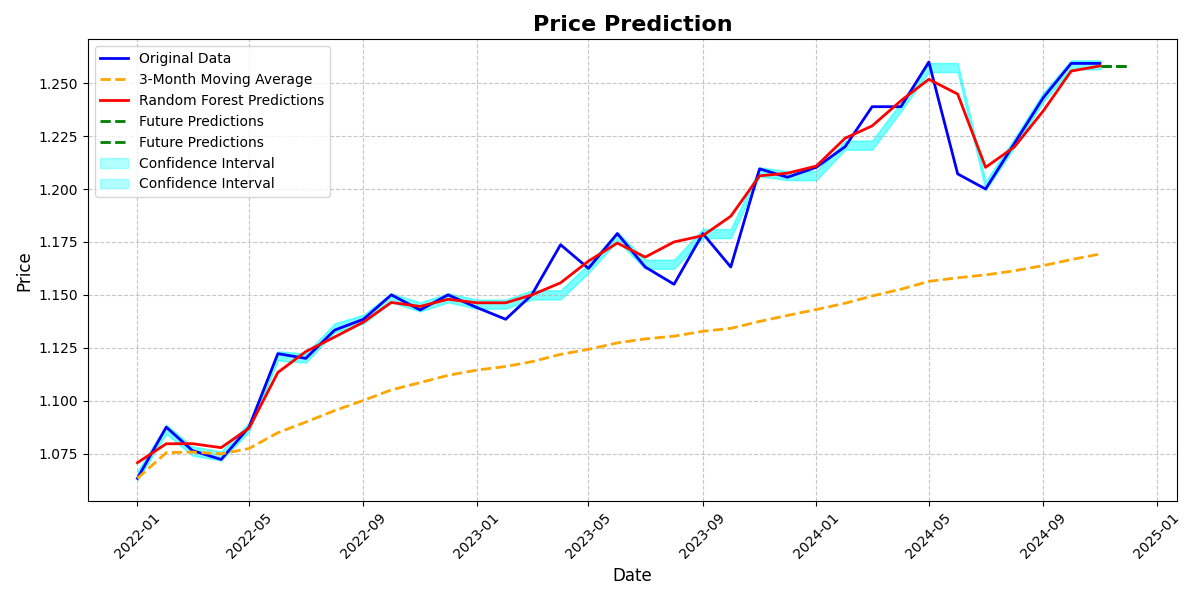 Price Prediction
Original Data
3-Month Moving Average
Random Forest Predictions
Future Predictions
Future Predictions
Confidence Interval
Confidence Interval
Price
1.250
1.225
1.200
1.175
1.150
1.125
1.100
1.075
2022-01
2022-05
2022-09
2023-01
2023-05
2023-09
2024-01
2024-05
2024-09
2025-01
Date